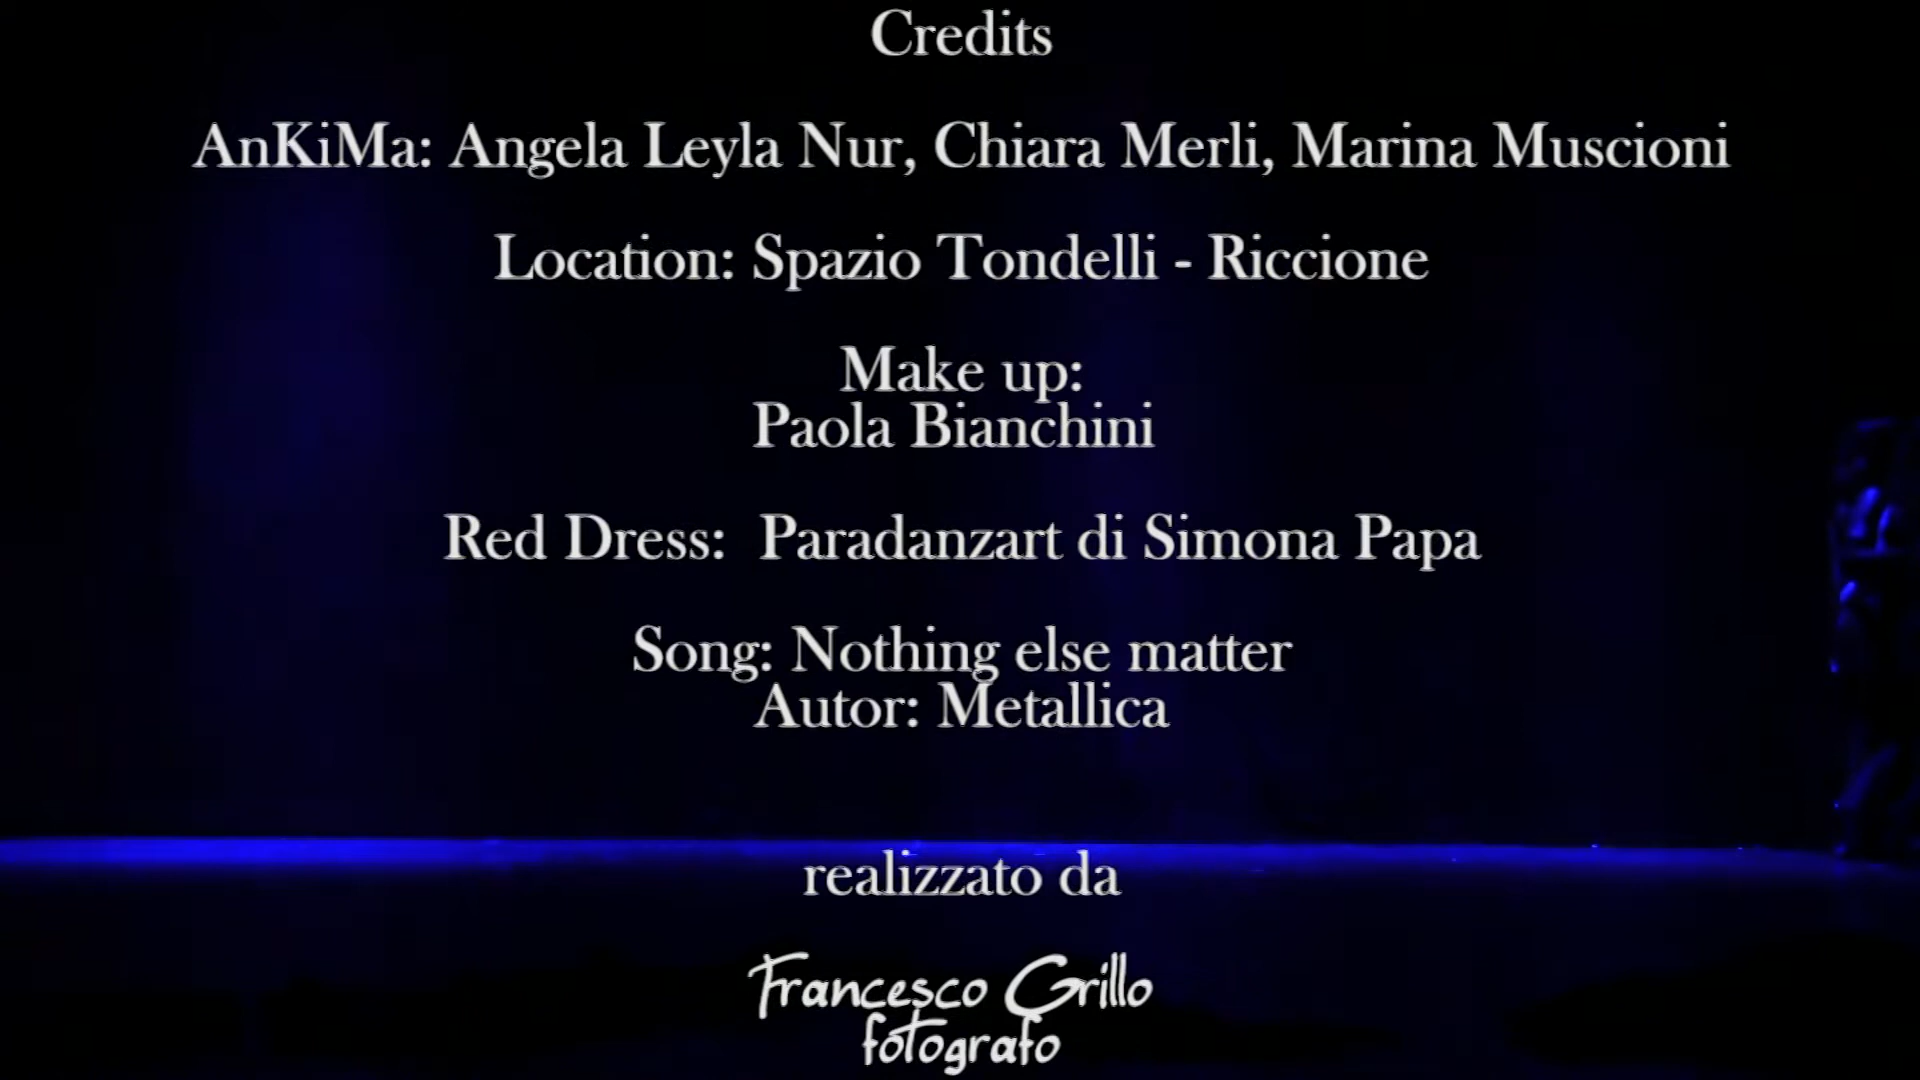 Credits
AnKiMa: Angela Leyla Nur, Chiara Merli, Marina Muscioni
Location: Spazio Tondelli - Riccione
Make up:
Paola Bianchini
Red Dress:  Paradanzart di Simona Papa
Song: Nothing else matter
Autor: Metallica
realizzato da
Francesco Grillo
fotografo